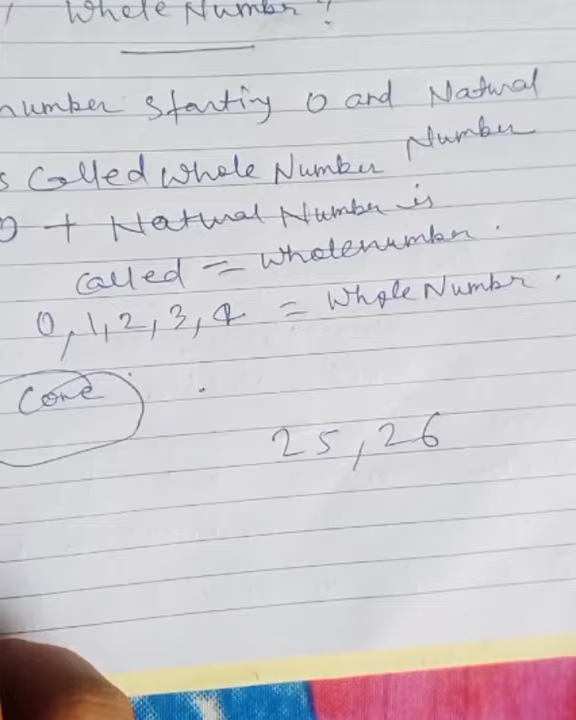 Whole Number?
number starting 0 and Natural
s Called whole Number Number
0 + Natural Number is
called = wholenumber.
0, 1, 2, 3, 4 = Whole Number.
Cone
25, 26